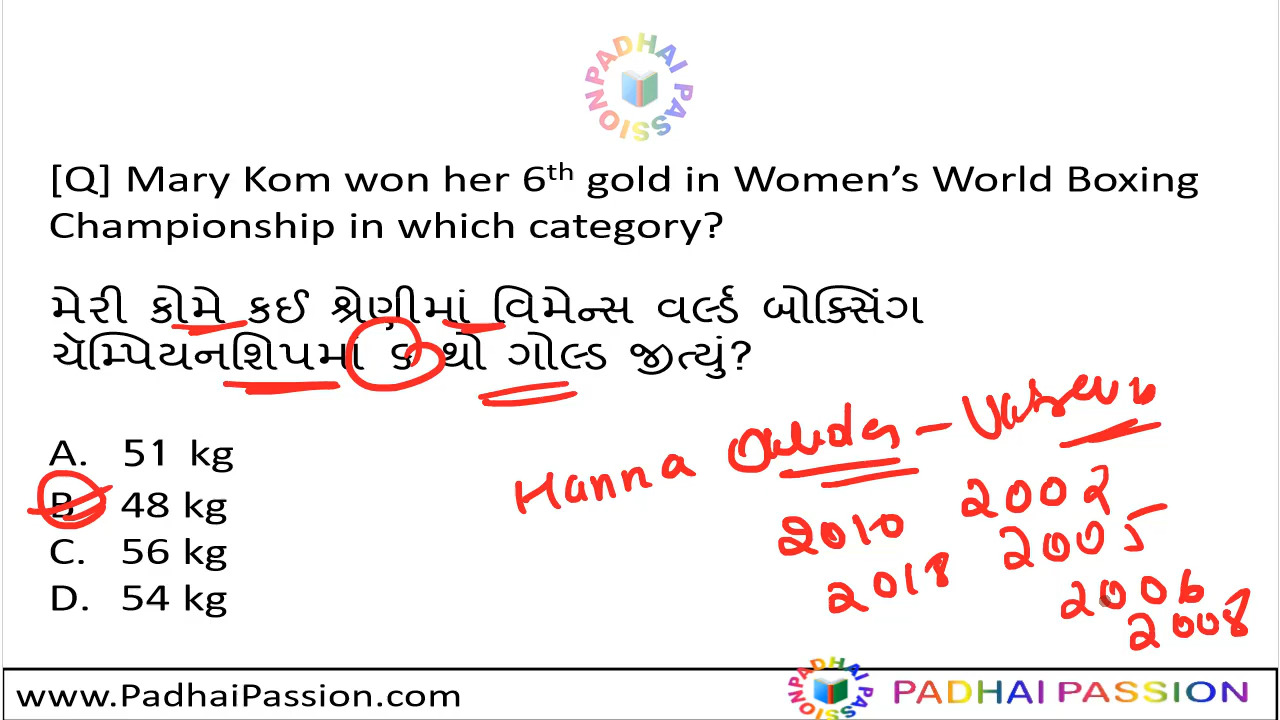 PADHAI PASSION
[Q] Mary Kom won her 6th gold in Women’s World Boxing
Championship in which category?
મેરી કોમે કઈ શ્રેણીમાં વિમેન્સ વર્લ્ડ બોક્સિંગ
ચૅમ્પિયનશિપમાં ગોલ્ડ જીત્યું?
A. 51 kg
B. 48 kg
C. 56 kg
D. 54 kg
Hanna
2010 2002
2018 2005
2006
2008
www.PadhaiPassion.com
PADHAI PASSION
PADHAI PASSION